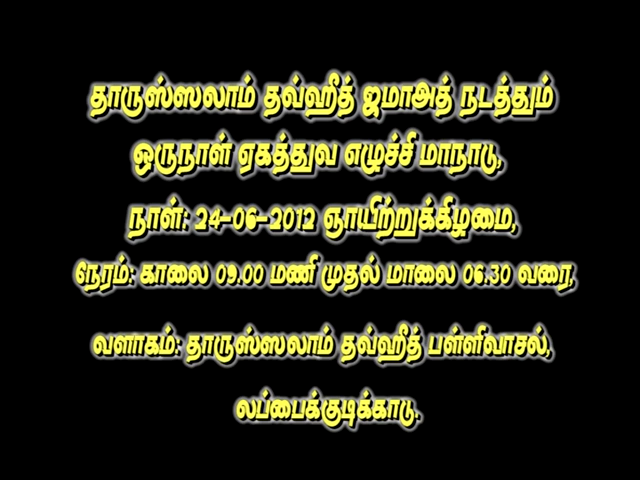 தாருஸ்ஸலாம் தவ்ஹீத் ஜமாஅத் நடத்தும்
ஒருநாள் ஏகத்துவ எழுச்சி மாநாடு,
நாள்: 24-06-2012 ஞாயிற்றுக்கிழமை,
நேரம்: காலை 09.00 மணி முதல் மாலை 06.30 வரை,
வளாகம்: தாருஸ்ஸலாம் தவ்ஹீத் பள்ளிவாசல்,
லப்பைக்குடிக்காடு.